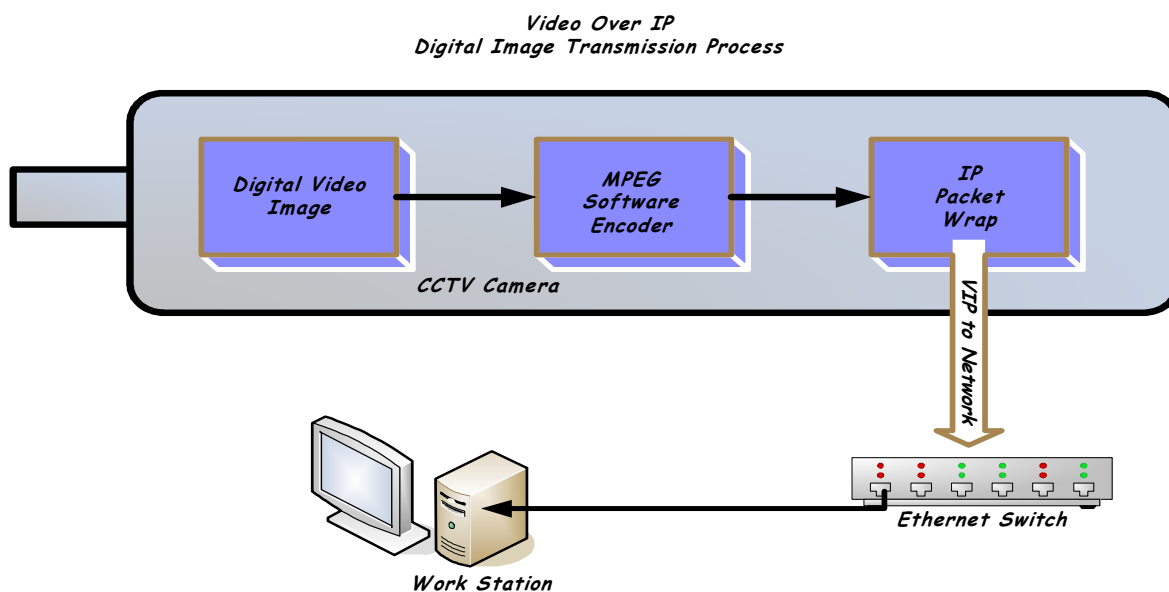 Video Over IP
Digital Image Transmission Process
Digital Video
Image
MPEG
Software
Encoder
IP
Packet
Wrap
CCTV Camera
VIP to Network
Ethernet Switch
Work Station